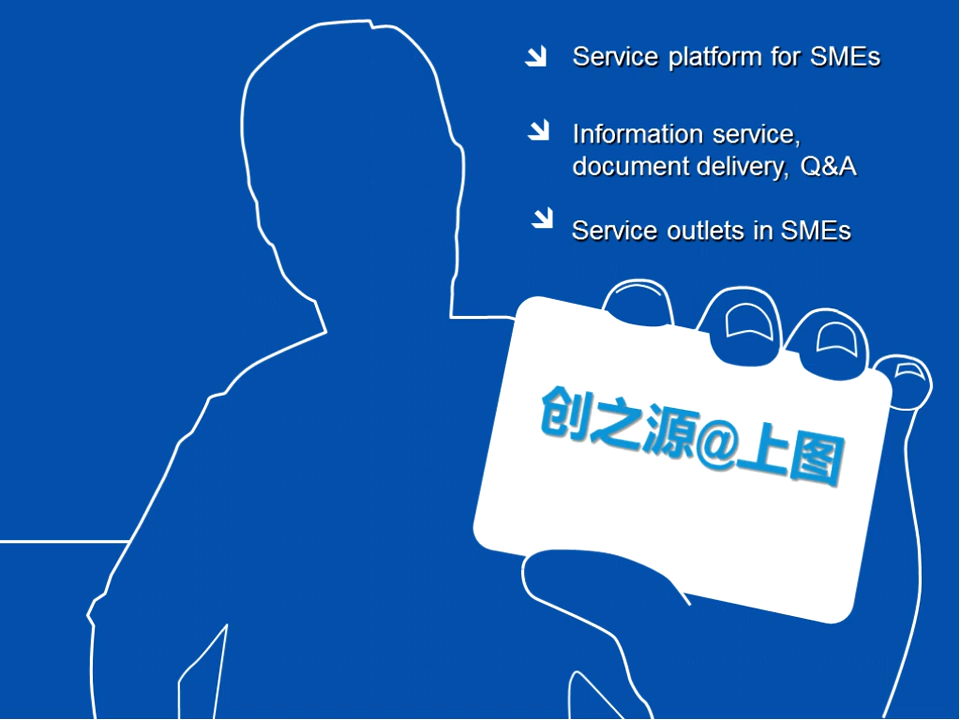 Service platform for SMEs
Information service,
document delivery, Q&A
Service outlets in SMEs
创之源@上图